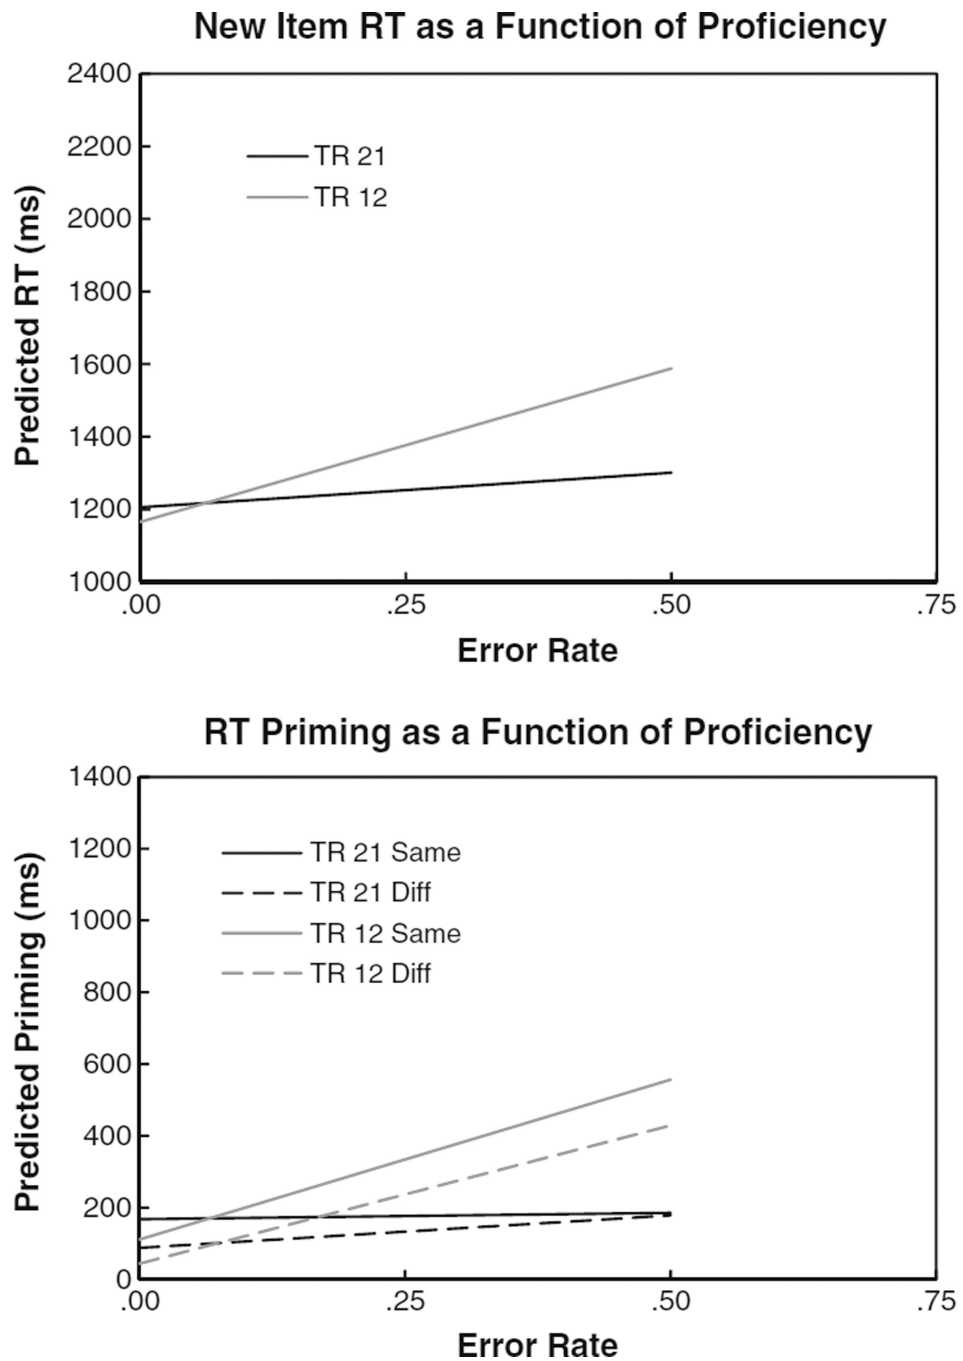 New Item RT as a Function of Proficiency
2400
2200
2000
1800
1600
1400
1200
1000
Predicted RT (ms)
TR 21
TR 12
.00 .25 .50 .75
Error Rate
RT Priming as a Function of Proficiency
1400
1200
1000
800
600
400
200
0
Predicted Priming (ms)
TR 21 Same
TR 21 Diff
TR 12 Same
TR 12 Diff
.00 .25 .50 .75
Error Rate